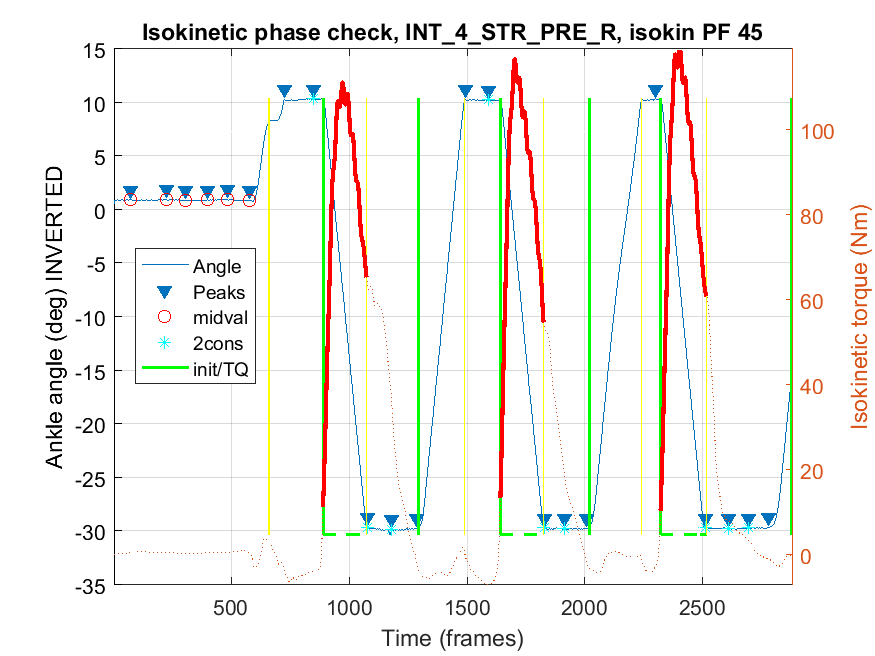 Isokinetic phase check, INT_4_STR_PRE_R, isokin PF 45
15
10
5
0
-5
-10
-15
-20
-25
-30
-35
Ankle angle (deg) INVERTED
Angle
Peaks
midval
2cons
init/TQ
100
80
60
40
20
0
Isokinetic torque (Nm)
500
1000
1500
2000
2500
Time (frames)